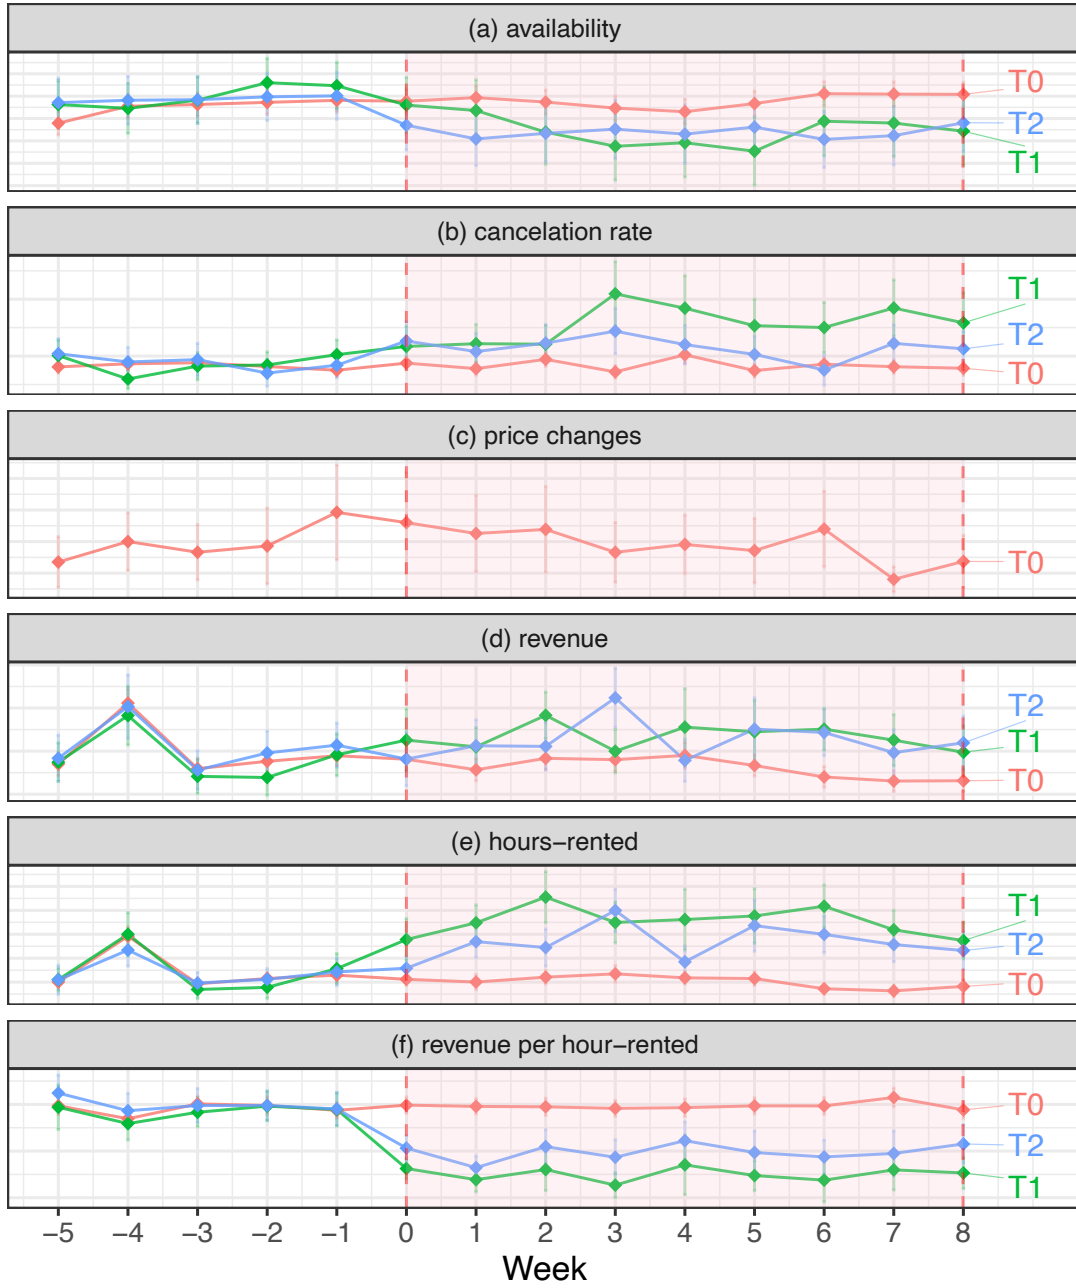 (a) availability
T0
T2
T1
(b) cancelation rate
T1
T2
T0
(c) price changes
T0
(d) revenue
T2
T1
T0
(e) hours−rented
T1
T2
T0
(f) revenue per hour−rented
T0
T2
T1
−5 −4 −3 −2 −1 0 1 2 3 4 5 6 7 8
Week